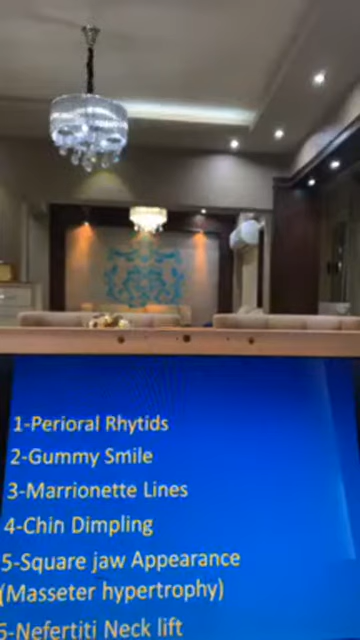 1-Perioral Rhytids
2-Gummy Smile
3-Marrionette Lines
4-Chin Dimpling
5-Square jaw Appearance
(Masseter hypertrophy)
6-Nefertiti Neck lift